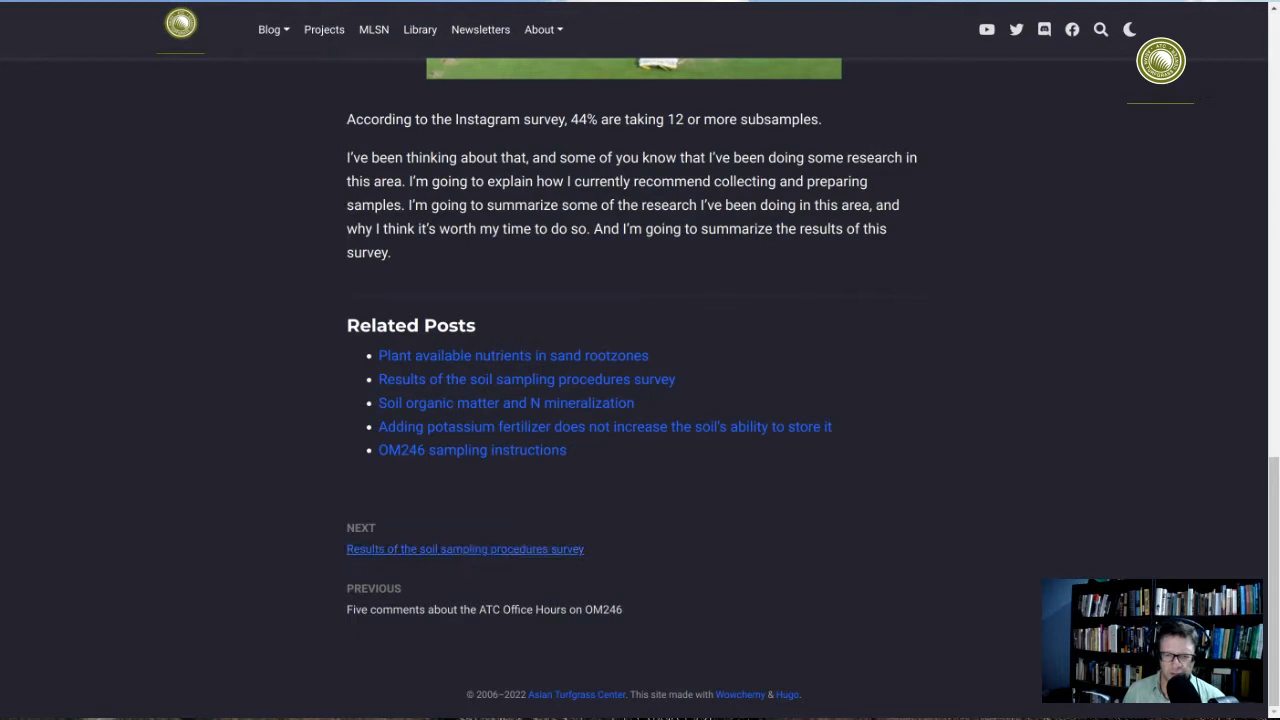 Blog Projects MLSN Library Newsletters About
According to the Instagram survey, 44% are taking 12 or more subsamples.
I've been thinking about that, and some of you know that I've been doing some research in
this area. I'm going to explain how I currently recommend collecting and preparing
samples. I'm going to summarize some of the research I've been doing in this area, and
why I think it's worth my time to do so. And I'm going to summarize the results of this
survey.
Related Posts
Plant available nutrients in sand rootzones
Results of the soil sampling procedures survey
Soil organic matter and N mineralization
Adding potassium fertilizer does not increase the soil's ability to store it
OM246 sampling instructions
NEXT
Results of the soil sampling procedures survey
PREVIOUS
Five comments about the ATC Office Hours on OM246
© 2006–2022 Asian Turfgrass Center. This site made with Wowchemy & Hugo.